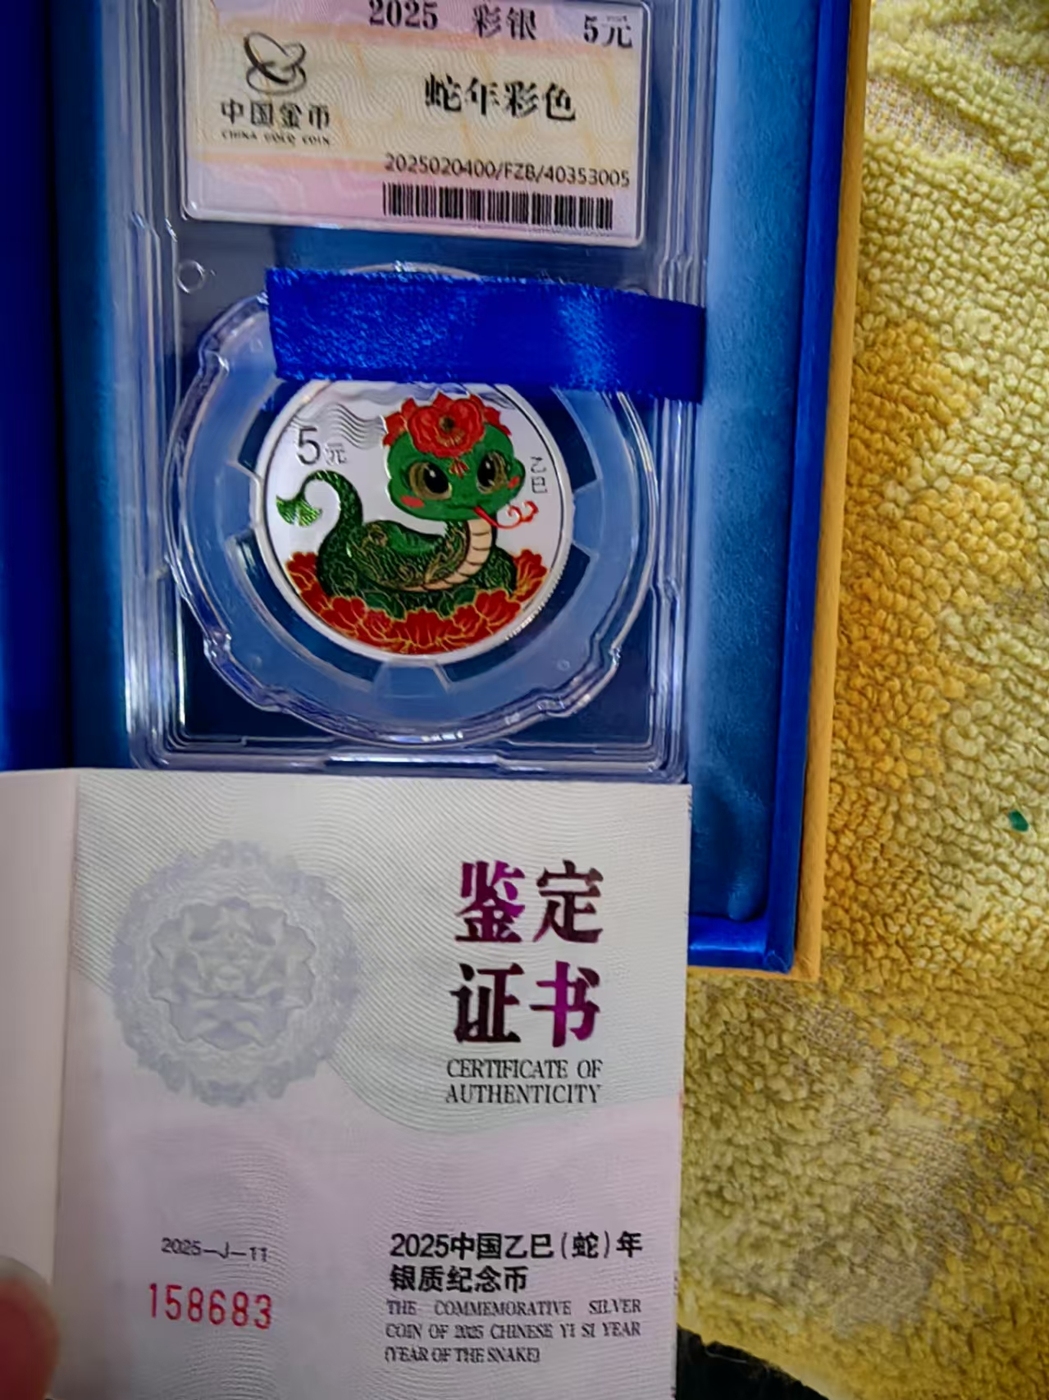 2025 彩银 5元
中国金币
CHINA GOLD COIN
蛇年彩色
2025020400/FZB/40353005
5元
乙巳
鉴定
证书
CERTIFICATE OF
AUTHENTICITY
2025-J-11
158683
2025中国乙巳(蛇)年
银质纪念币
THE COMMEMORATIVE SILVER
COIN OF 2025 CHINESE YI SI YEAR
(YEAR OF THE SNAKE)